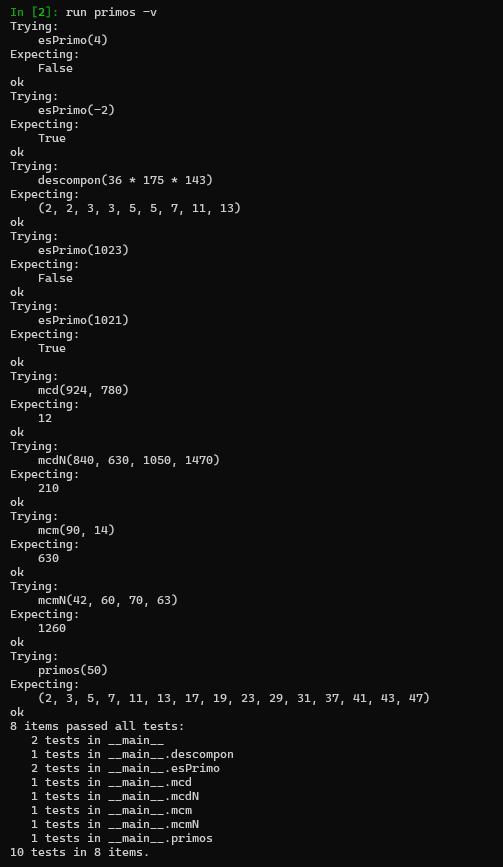 In [2]: run primos -v
Trying:
    esPrimo(4)
Expecting:
    False
ok
Trying:
    esPrimo(-2)
Expecting:
    True
ok
Trying:
    descompon(36 * 175 * 143)
Expecting:
    (2, 2, 3, 3, 5, 5, 7, 11, 13)
ok
Trying:
    esPrimo(1023)
Expecting:
    False
ok
Trying:
    esPrimo(1021)
Expecting:
    True
ok
Trying:
    mcd(924, 780)
Expecting:
    12
ok
Trying:
    mcdN(840, 630, 1050, 1470)
Expecting:
    210
ok
Trying:
    mcm(90, 14)
Expecting:
    630
ok
Trying:
    mcmN(42, 60, 70, 63)
Expecting:
    1260
ok
Trying:
    primos(50)
Expecting:
    (2, 3, 5, 7, 11, 13, 17, 19, 23, 29, 31, 37, 41, 43, 47)
ok
8 items passed all tests:
   2 tests in __main__
   1 tests in __main__.descompon
   2 tests in __main__.esPrimo
   1 tests in __main__.mcd
   1 tests in __main__.mcdN
   1 tests in __main__.mcm
   1 tests in __main__.mcmN
   1 tests in __main__.primos
10 tests in 8 items.